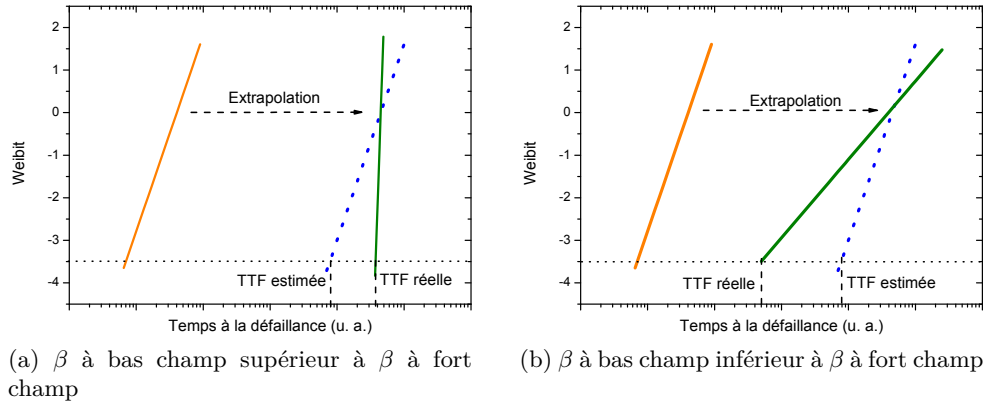 2
1
0
-1
-2
-3
-4
Weibit
Extrapolation
TTF estimée
TTF réelle
Temps à la défaillance (u. a.)
(a) β à bas champ supérieur à β à fort
champ
2
1
0
-1
-2
-3
-4
Weibit
Extrapolation
TTF réelle
TTF estimée
Temps à la défaillance (u. a.)
(b) β à bas champ inférieur à β à fort champ